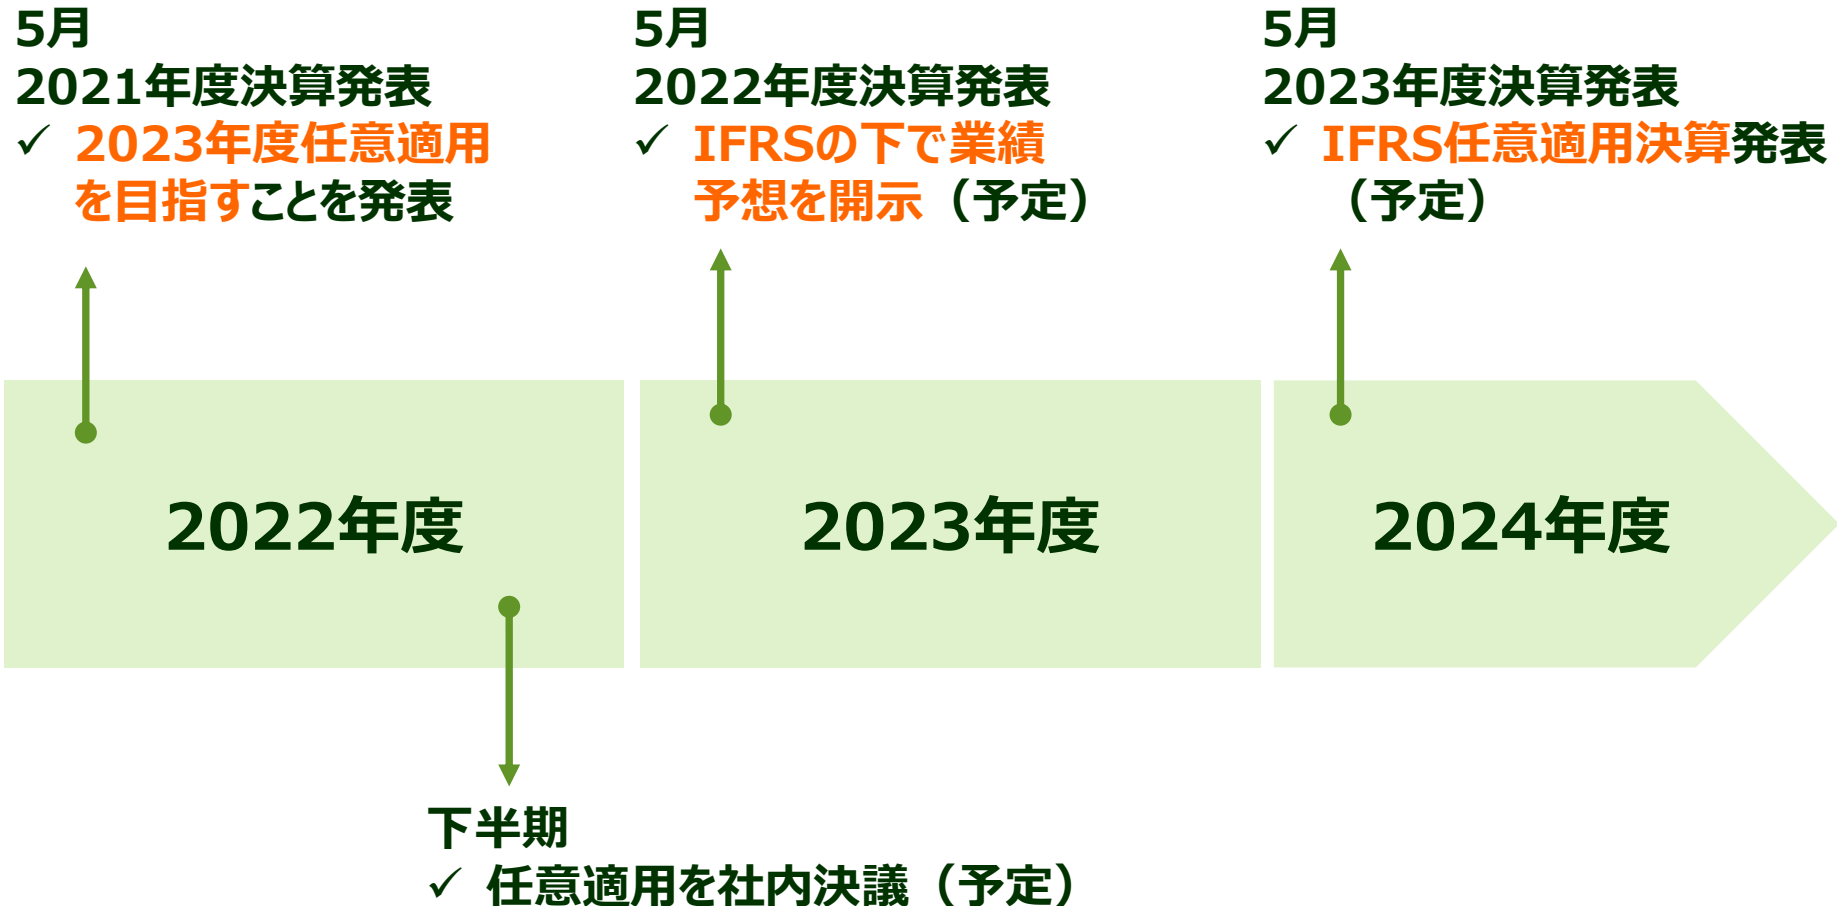 5月
2021年度決算発表
✓ 2023年度任意適用
を目指すことを発表
5月
2022年度決算発表
✓ IFRSの下で業績
予想を開示（予定）
5月
2023年度決算発表
✓ IFRS任意適用決算発表
（予定）
2022年度
2023年度
2024年度
下半期
✓ 任意適用を社内決議（予定）